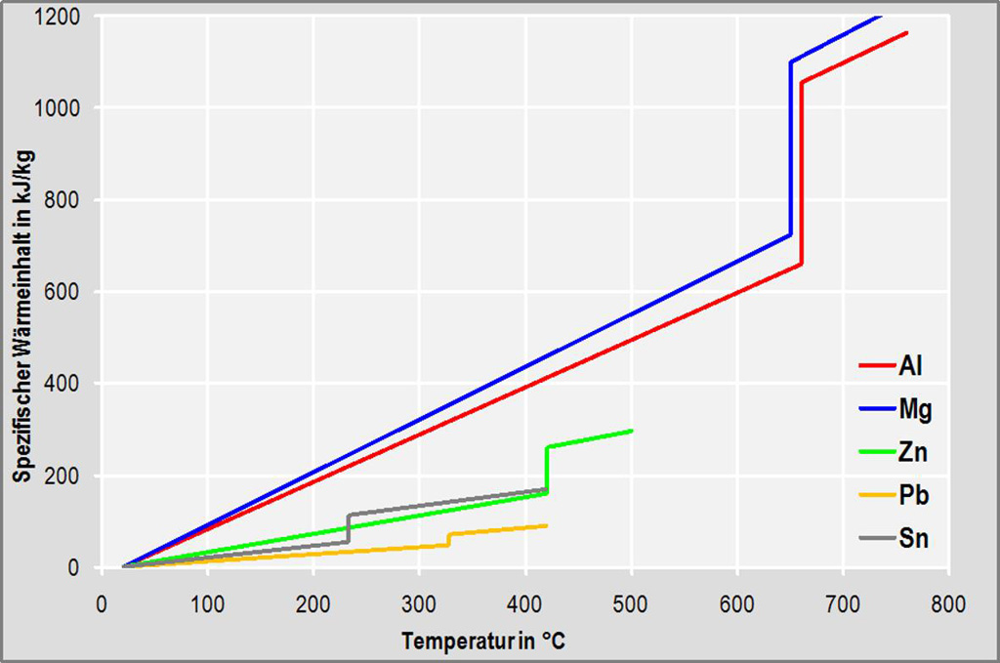 Spezifischer Wärmeinhalt in kJ/kg
1200
1000
800
600
400
200
0
0 100 200 300 400 500 600 700 800
Temperatur in °C
Al
Mg
Zn
Pb
Sn